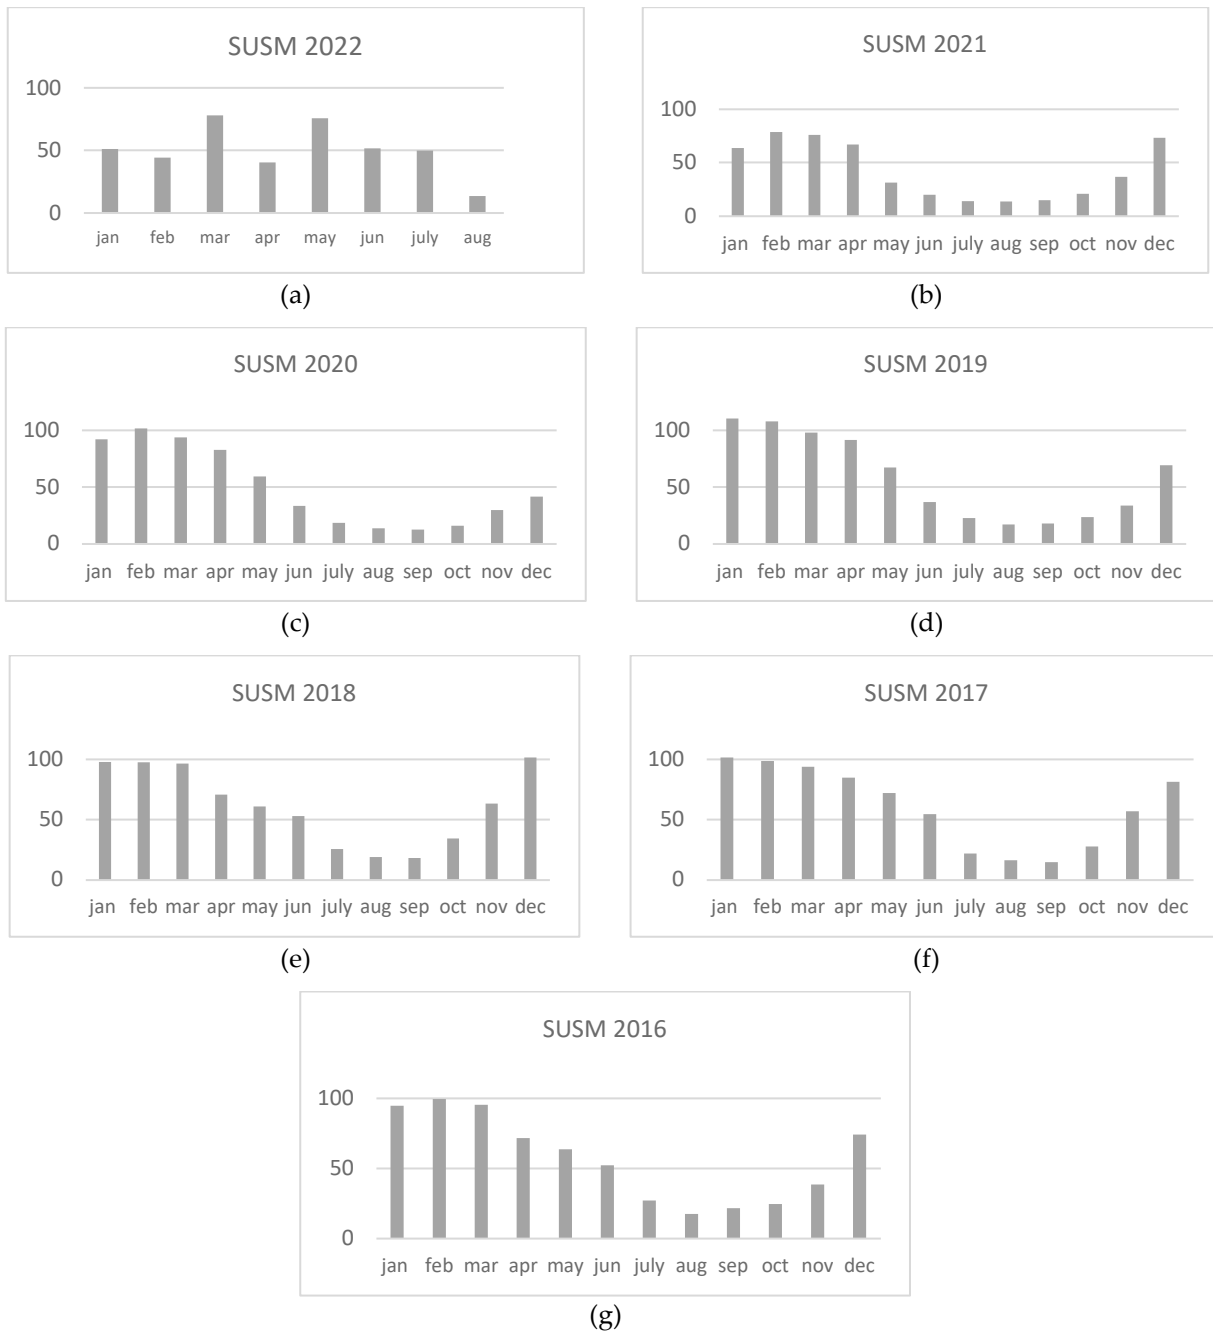 SUSM 2022
100
50
0
jan feb mar apr may jun july aug
(a)
SUSM 2021
100
50
0
jan feb mar apr may jun july aug sep oct nov dec
(b)
SUSM 2020
100
50
0
jan feb mar apr may jun july aug sep oct nov dec
(c)
SUSM 2019
100
50
0
jan feb mar apr may jun july aug sep oct nov dec
(d)
SUSM 2018
100
50
0
jan feb mar apr may jun july aug sep oct nov dec
(e)
SUSM 2017
100
50
0
jan feb mar apr may jun july aug sep oct nov dec
(f)
SUSM 2016
100
50
0
jan feb mar apr may jun july aug sep oct nov dec
(g)